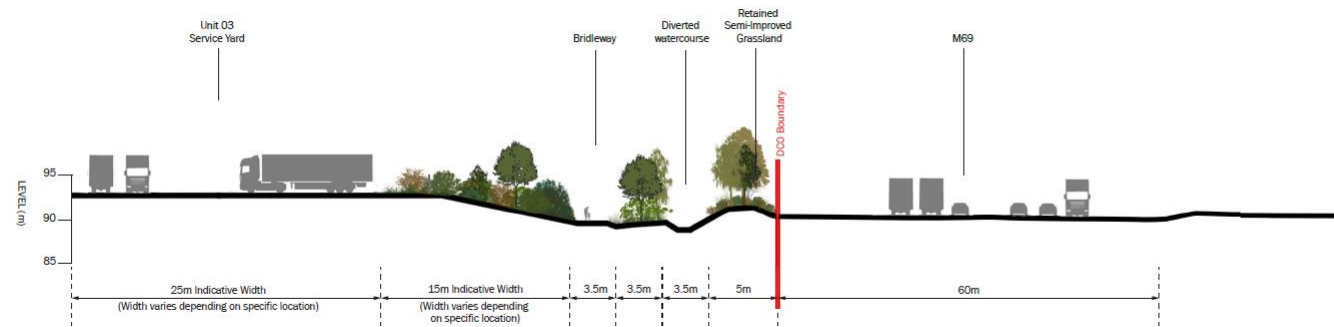 Unit 03
Service Yard
Bridleway
Diverted
watercourse
Retained
Semi-Improved
Grassland
M69
DCO Boundary
LEVEL (m)
95
90
85
25m Indicative Width
(Width varies depending on specific location)
15m Indicative Width
(Width varies depending
on specific location)
3.5m
3.5m
3.5m
5m
60m